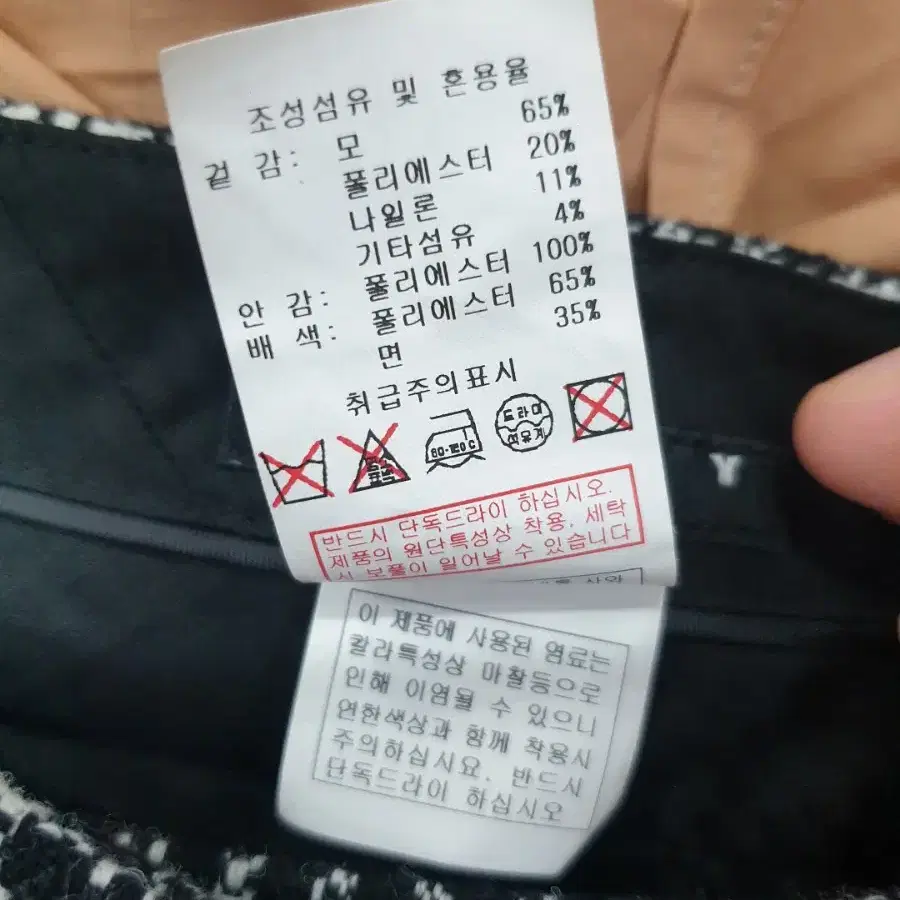 조성섬유 및 혼용율
겉 감: 모 65%
폴리에스터 20%
나일론 11%
기타섬유 4%
안 감: 폴리에스터 100%
배 색: 폴리에스터 65%
면 35%
취급주의표시
60-120C
드라이
석유계
반드시 단독드라이 하십시오.
제품의 원단특성상 착용, 세탁
시 보풀이 일어날 수 있습니다
이 제품에 사용된 염료는
칼라특성상 마찰등으로
인해 이염될 수 있으니
연한색상과 함께 착용시
주의하십시요. 반드시
단독드라이 하십시오